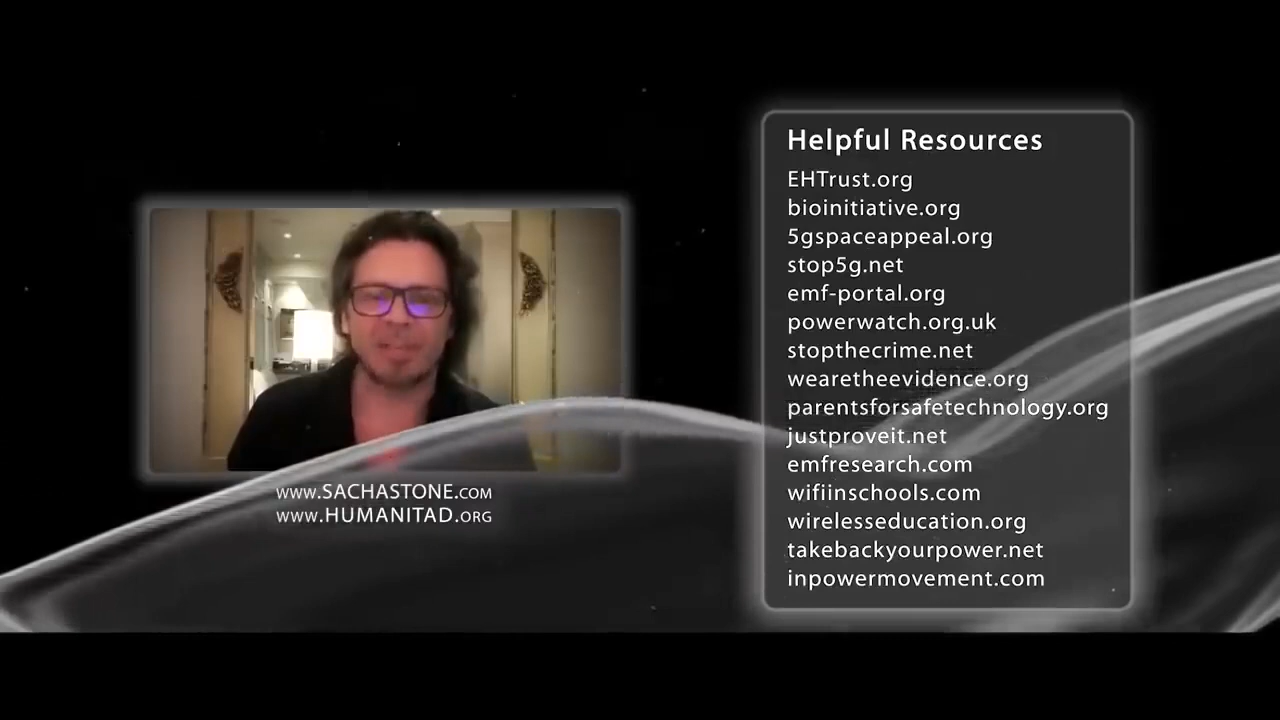 www.SACHASTONE.com
www.HUMANITAD.org
Helpful Resources
EHTrust.org
bioinitiative.org
5gspaceappeal.org
stop5g.net
emf-portal.org
powerwatch.org.uk
stopthecrime.net
wearetheevidence.org
parentsforsafetechnology.org
justproveit.net
emfresearch.com
wifiinschools.com
wirelesseducation.org
takebackyourpower.net
inpowermovement.com